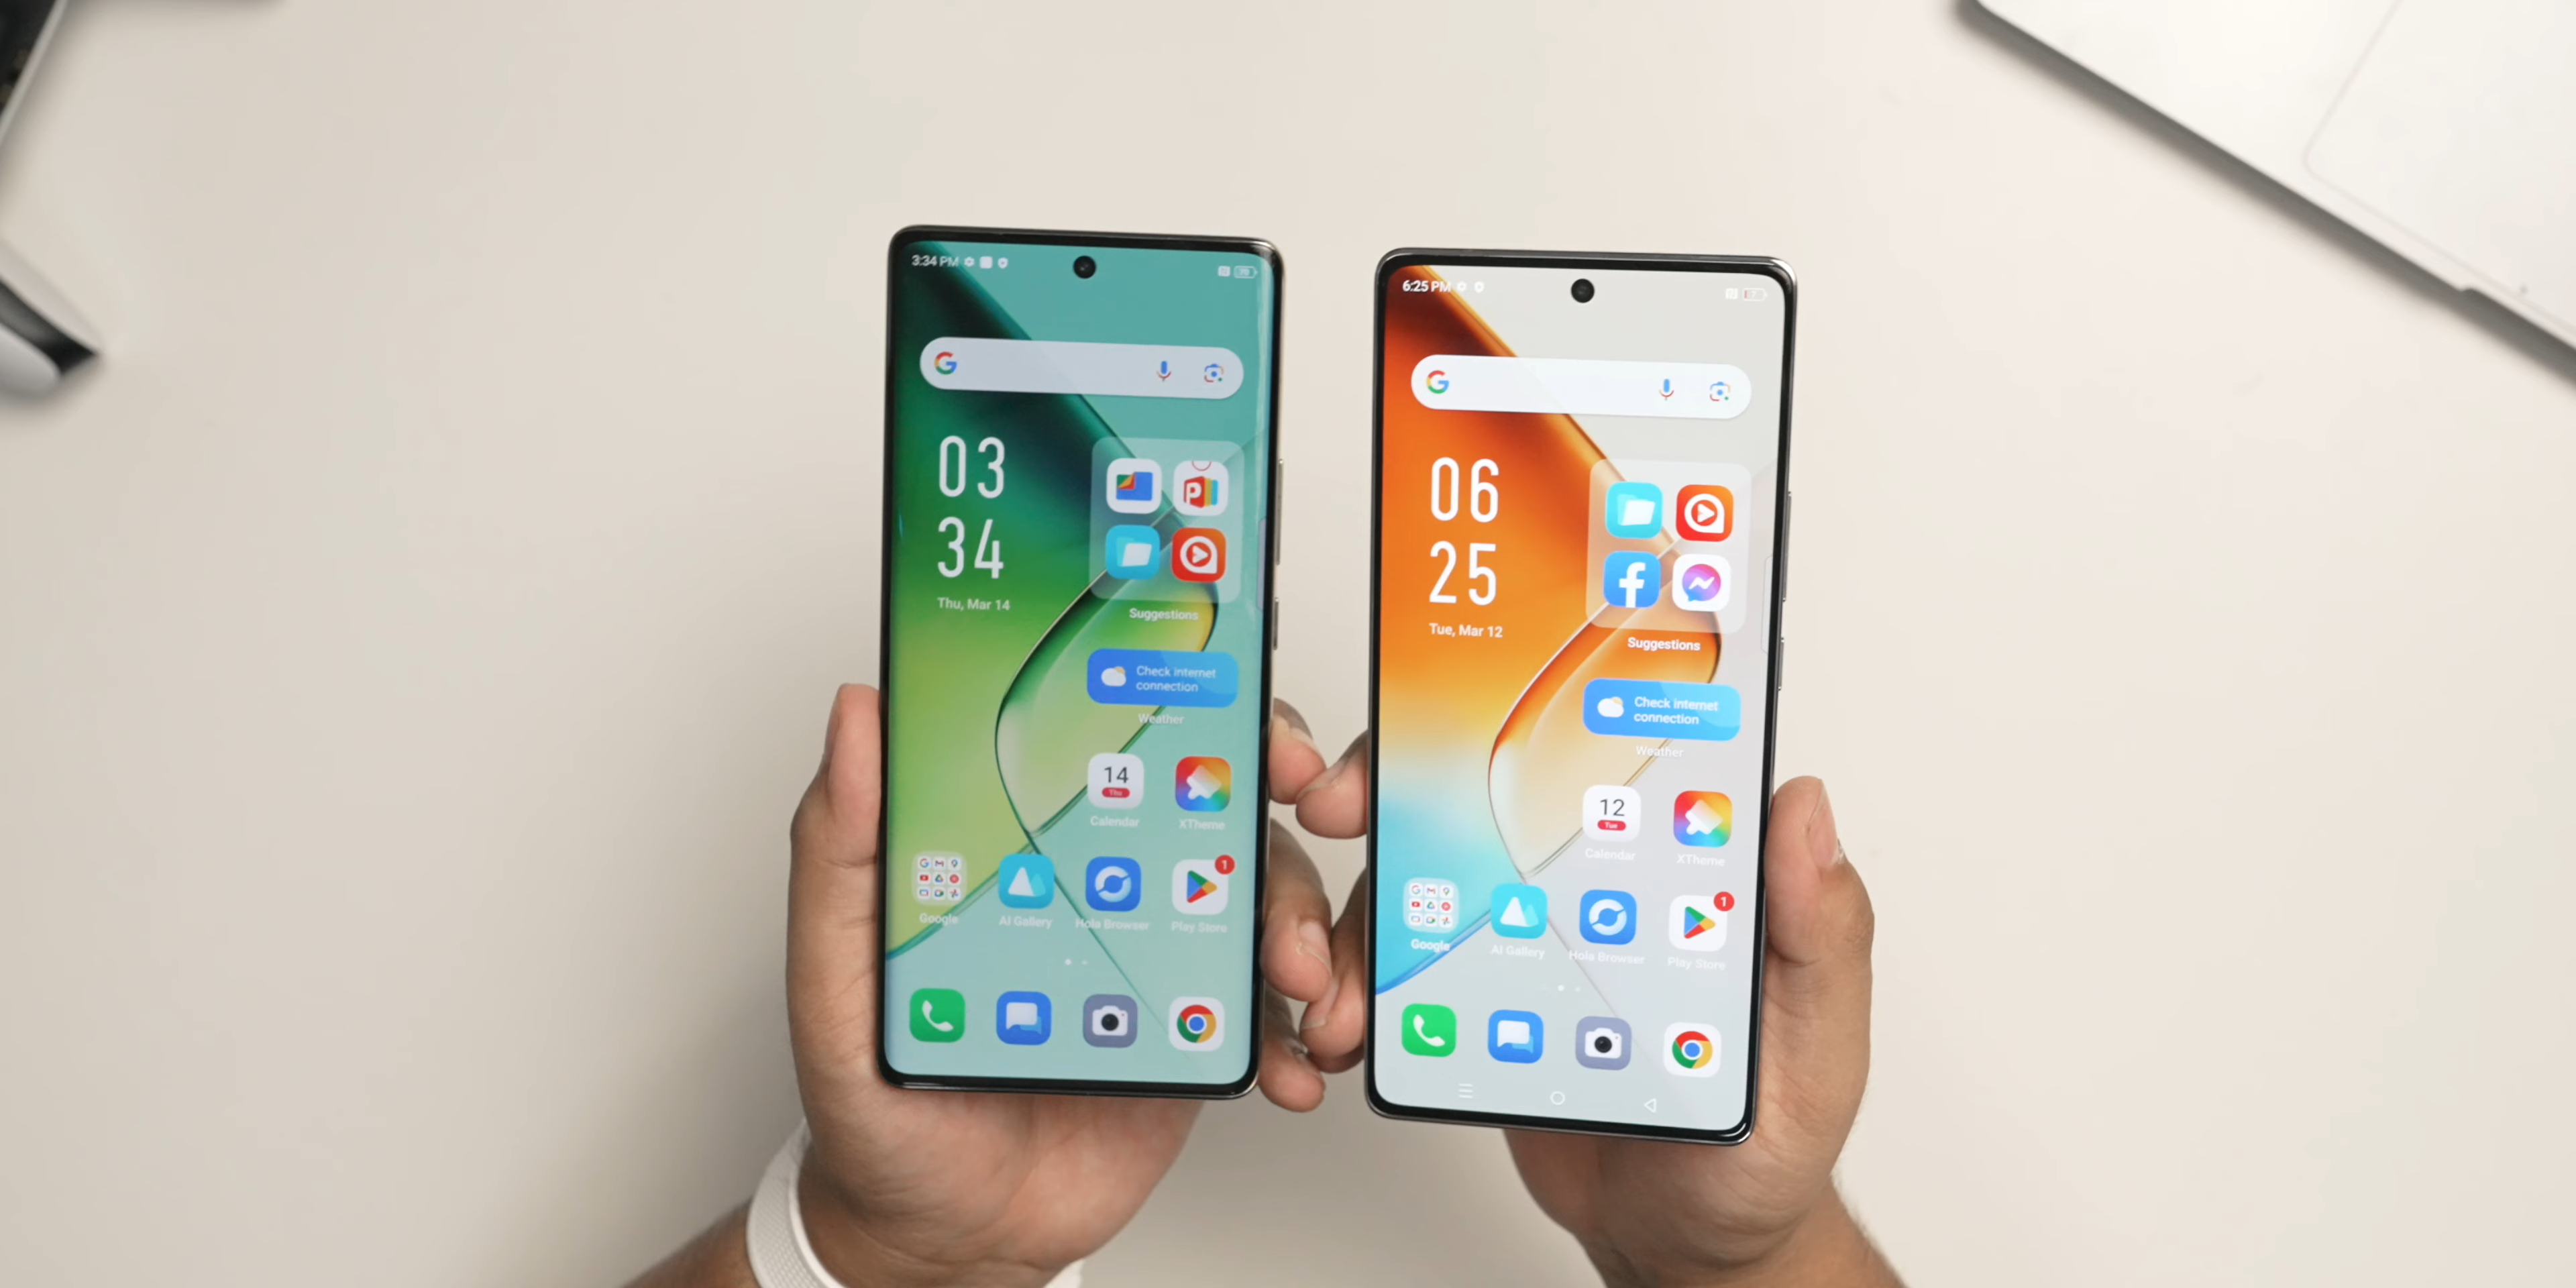 3:34 PM
03
34
Thu, Mar 14
Suggestions
Check internet
connection
Weather
14
Thu
Calendar
XTheme
1
Google
AI Gallery
Hola Browser
Play Store
6:25 PM
06
25
Tue, Mar 12
Suggestions
Check internet
connection
Weather
12
Tue
Calendar
XTheme
1
Google
AI Gallery
Hola Browser
Play Store